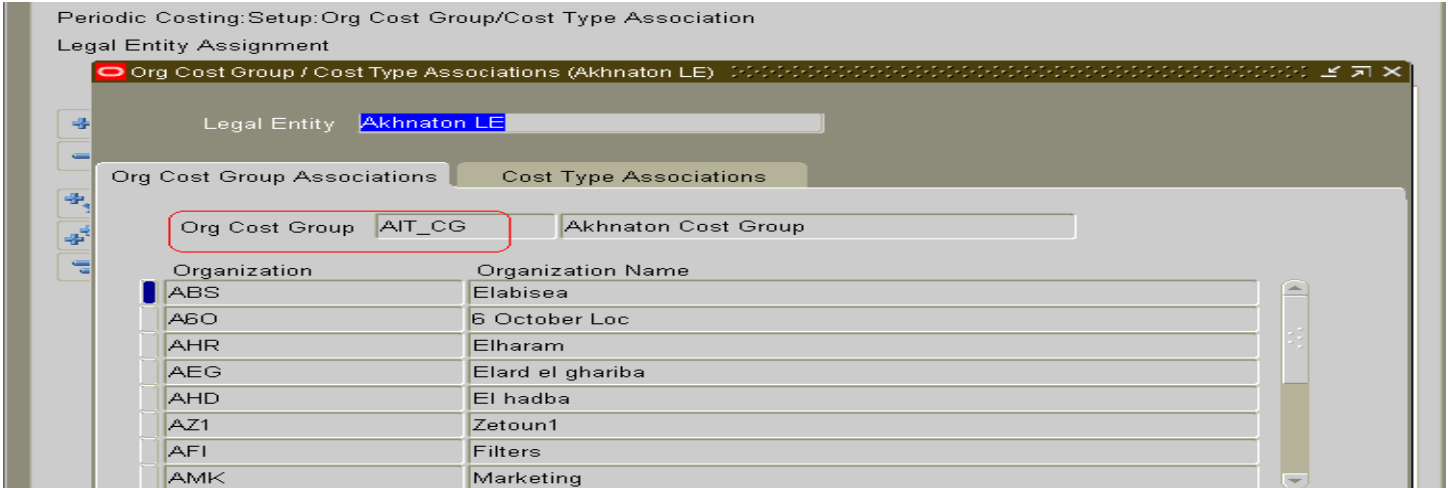 Periodic Costing:Setup:Org Cost Group/Cost Type Association
Legal Entity Assignment
Org Cost Group / Cost Type Associations (Akhnaton LE)
Legal Entity Akhnaton LE
Org Cost Group Associations Cost Type Associations
Org Cost Group AIT_CG Akhnaton Cost Group
Organization Organization Name
ABS Elabisea
A6O 6 October Loc
AHR Elharam
AEG Elard el ghariba
AHD El hadba
AZ1 Zetoun1
AFI Filters
AMK Marketing